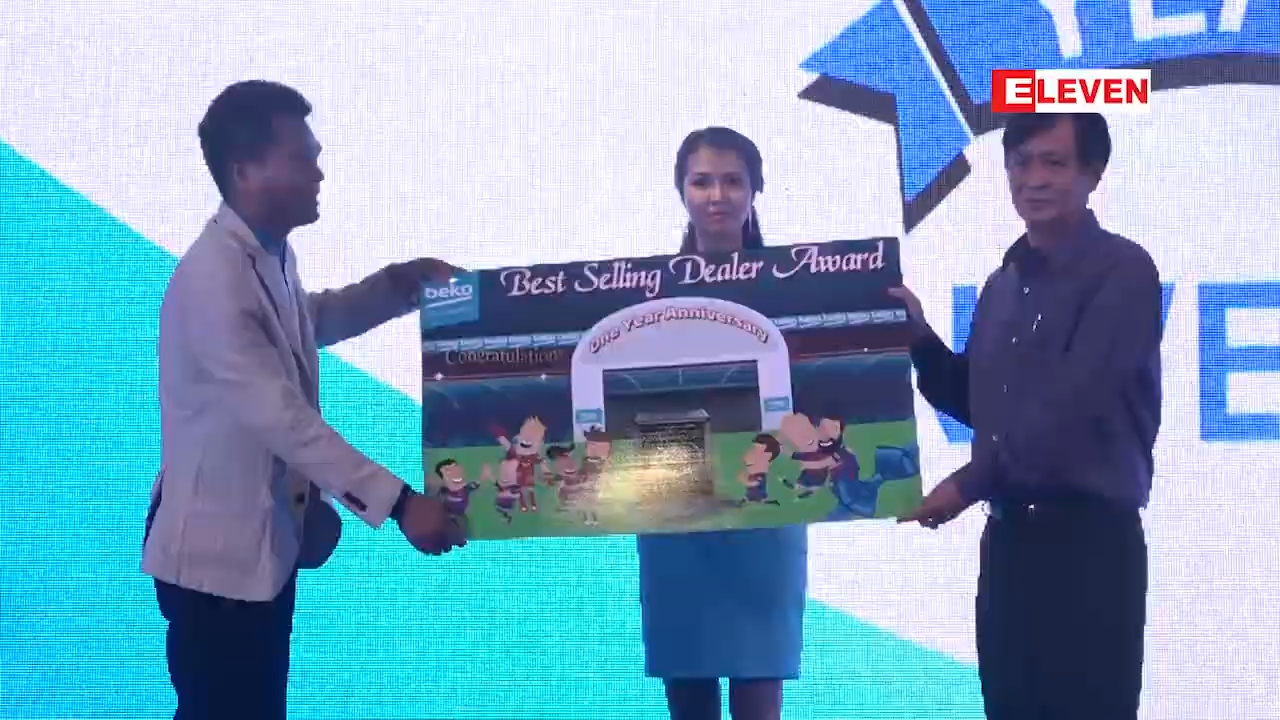 ELEVEN
beko
Best Selling Dealer Award
One Year Anniversary
Congratulation